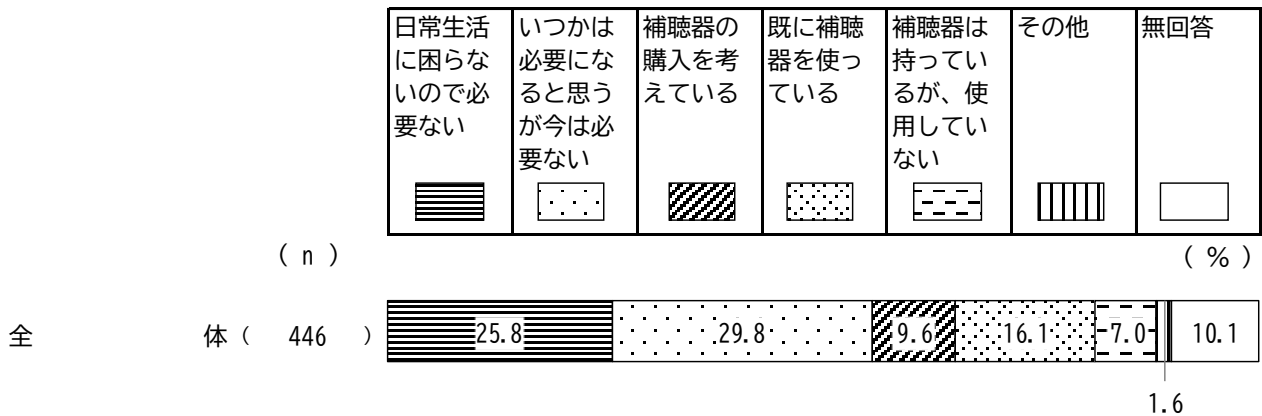 日常生活
に困らな
いので必
要ない
いつかは
必要にな
ると思う
が今は必
要ない
補聴器の
購入を考
えている
既に補聴
器を使っ
ている
補聴器は
持ってい
るが、使
用してい
ない
その他
無回答
( n )
( % )
全体( 446 )
25.8
29.8
9.6
16.1
7.0
10.1
1.6